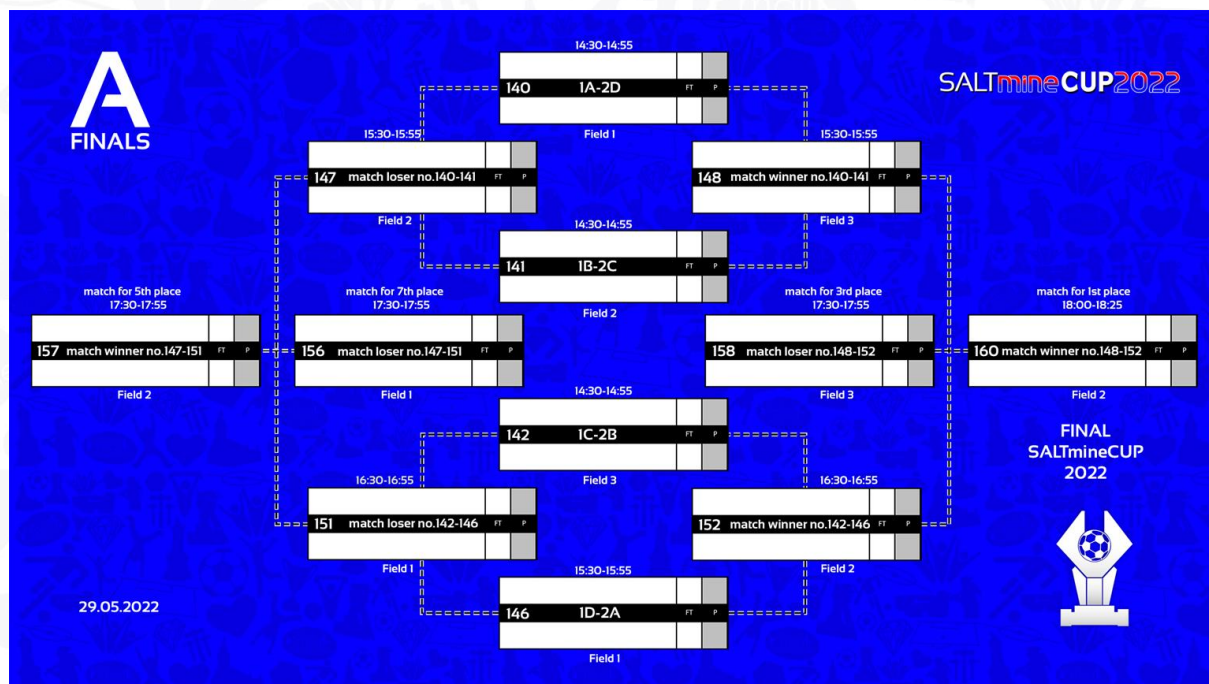 A
FINALS
SALTmineCUP2022
14:30-14:55
140 1A-2D FT P
Field 1
15:30-15:55
147 match loser no.140-141 FT P
Field 2
15:30-15:55
148 match winner no.140-141 FT P
Field 3
14:30-14:55
141 1B-2C FT P
Field 2
match for 5th place
17:30-17:55
157 match winner no.147-151 FT P
Field 2
match for 7th place
17:30-17:55
156 match loser no.147-151 FT P
Field 1
match for 3rd place
17:30-17:55
158 match loser no.148-152 FT P
Field 3
match for 1st place
18:00-18:25
160 match winner no.148-152 FT P
Field 2
14:30-14:55
142 1C-2B FT P
Field 3
16:30-16:55
151 match loser no.142-146 FT P
Field 1
16:30-16:55
152 match winner no.142-146 FT P
Field 2
15:30-15:55
146 1D-2A FT P
Field 1
FINAL
SALTmineCUP
2022
29.05.2022